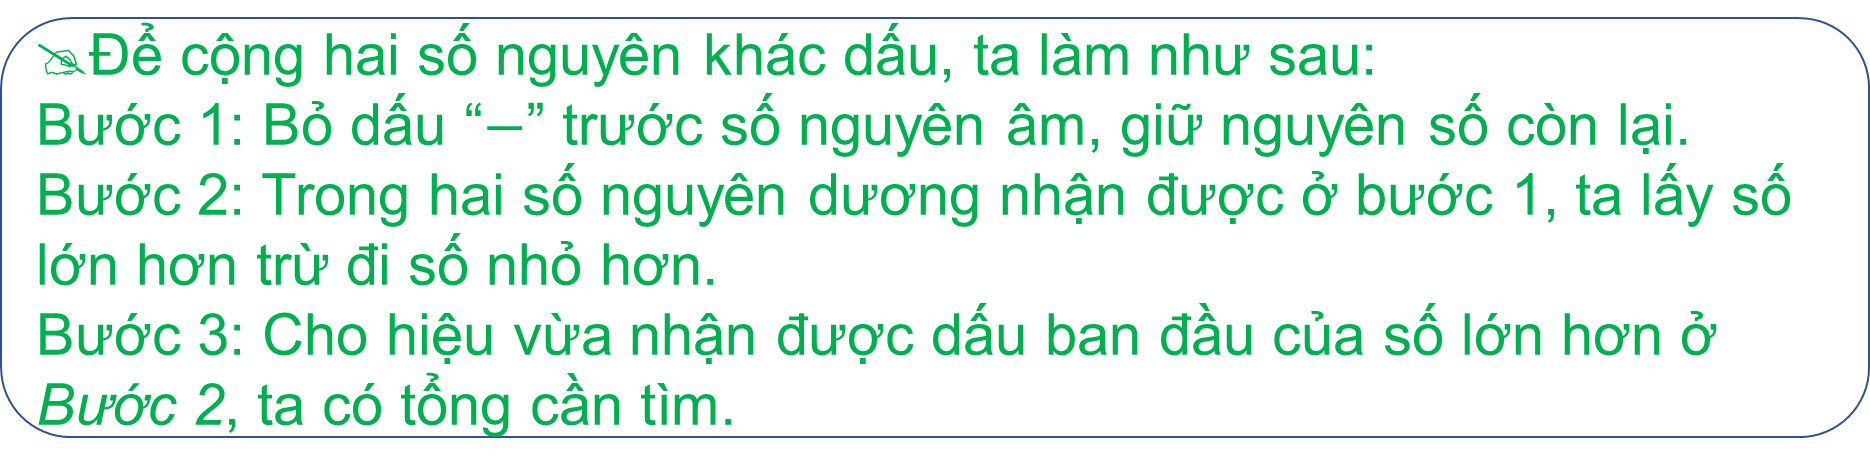 Để cộng hai số nguyên khác dấu, ta làm như sau:
Bước 1: Bỏ dấu “–” trước số nguyên âm, giữ nguyên số còn lại.
Bước 2: Trong hai số nguyên dương nhận được ở bước 1, ta lấy số
lớn hơn trừ đi số nhỏ hơn.
Bước 3: Cho hiệu vừa nhận được dấu ban đầu của số lớn hơn ở
Bước 2, ta có tổng cần tìm.